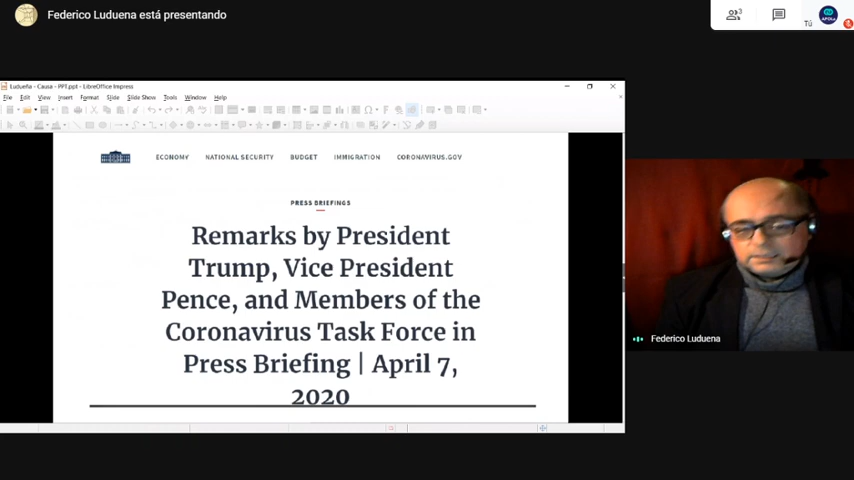 Federico Luduena está presentando
3
Tú
APOLa
Ludueña - Causa - PPT.ppt - LibreOffice Impress
File Edit View Insert Format Slide Slide Show Tools Window Help
ECONOMY NATIONAL SECURITY BUDGET IMMIGRATION CORONAVIRUS.GOV
PRESS BRIEFINGS
Remarks by President
Trump, Vice President
Pence, and Members of the
Coronavirus Task Force in
Press Briefing | April 7,
2020
Federico Luduena